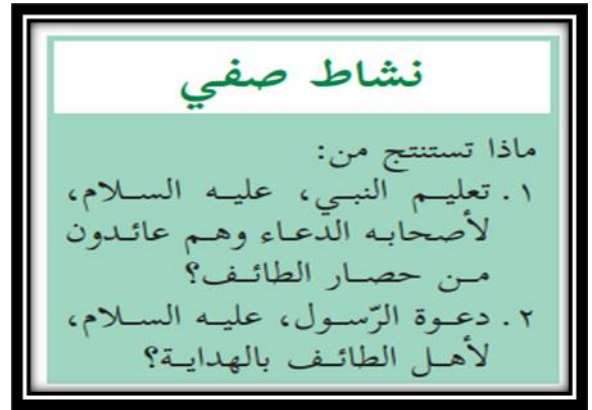 نشاط صفي
ماذا تستنتج من:
١. تعليم النبي، عليه السلام،
لأصحابه الدعاء وهم عائدون
من حصار الطائف؟
٢. دعوة الرّسول، عليه السلام،
لأهل الطائف بالهداية؟